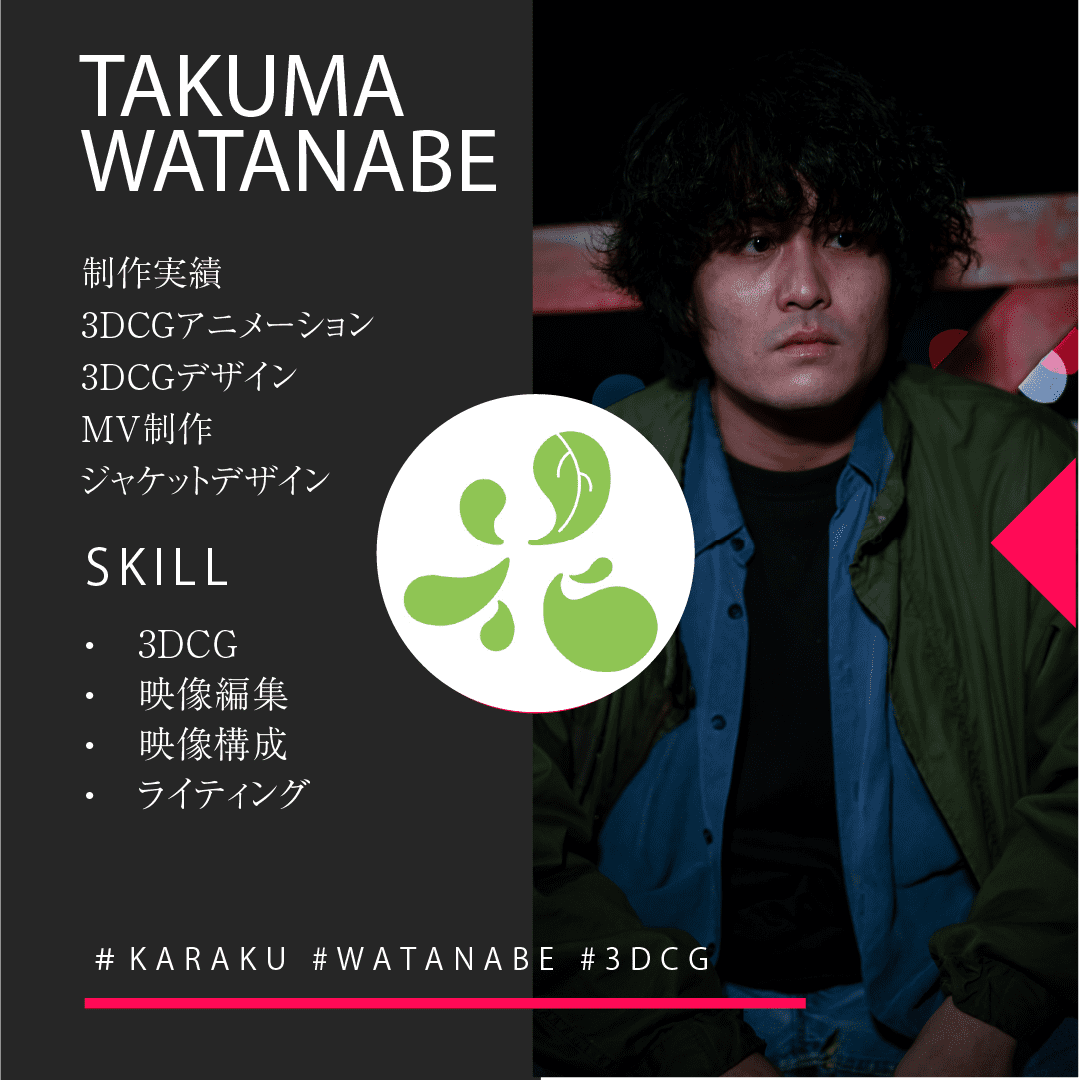 TAKUMA
WATANABE
制作実績
3DCGアニメーション
3DCGデザイン
MV制作
ジャケットデザイン
SKILL
• 3DCG
• 映像編集
• 映像構成
• ライティング
# KARAKU #WATANABE #3DCG